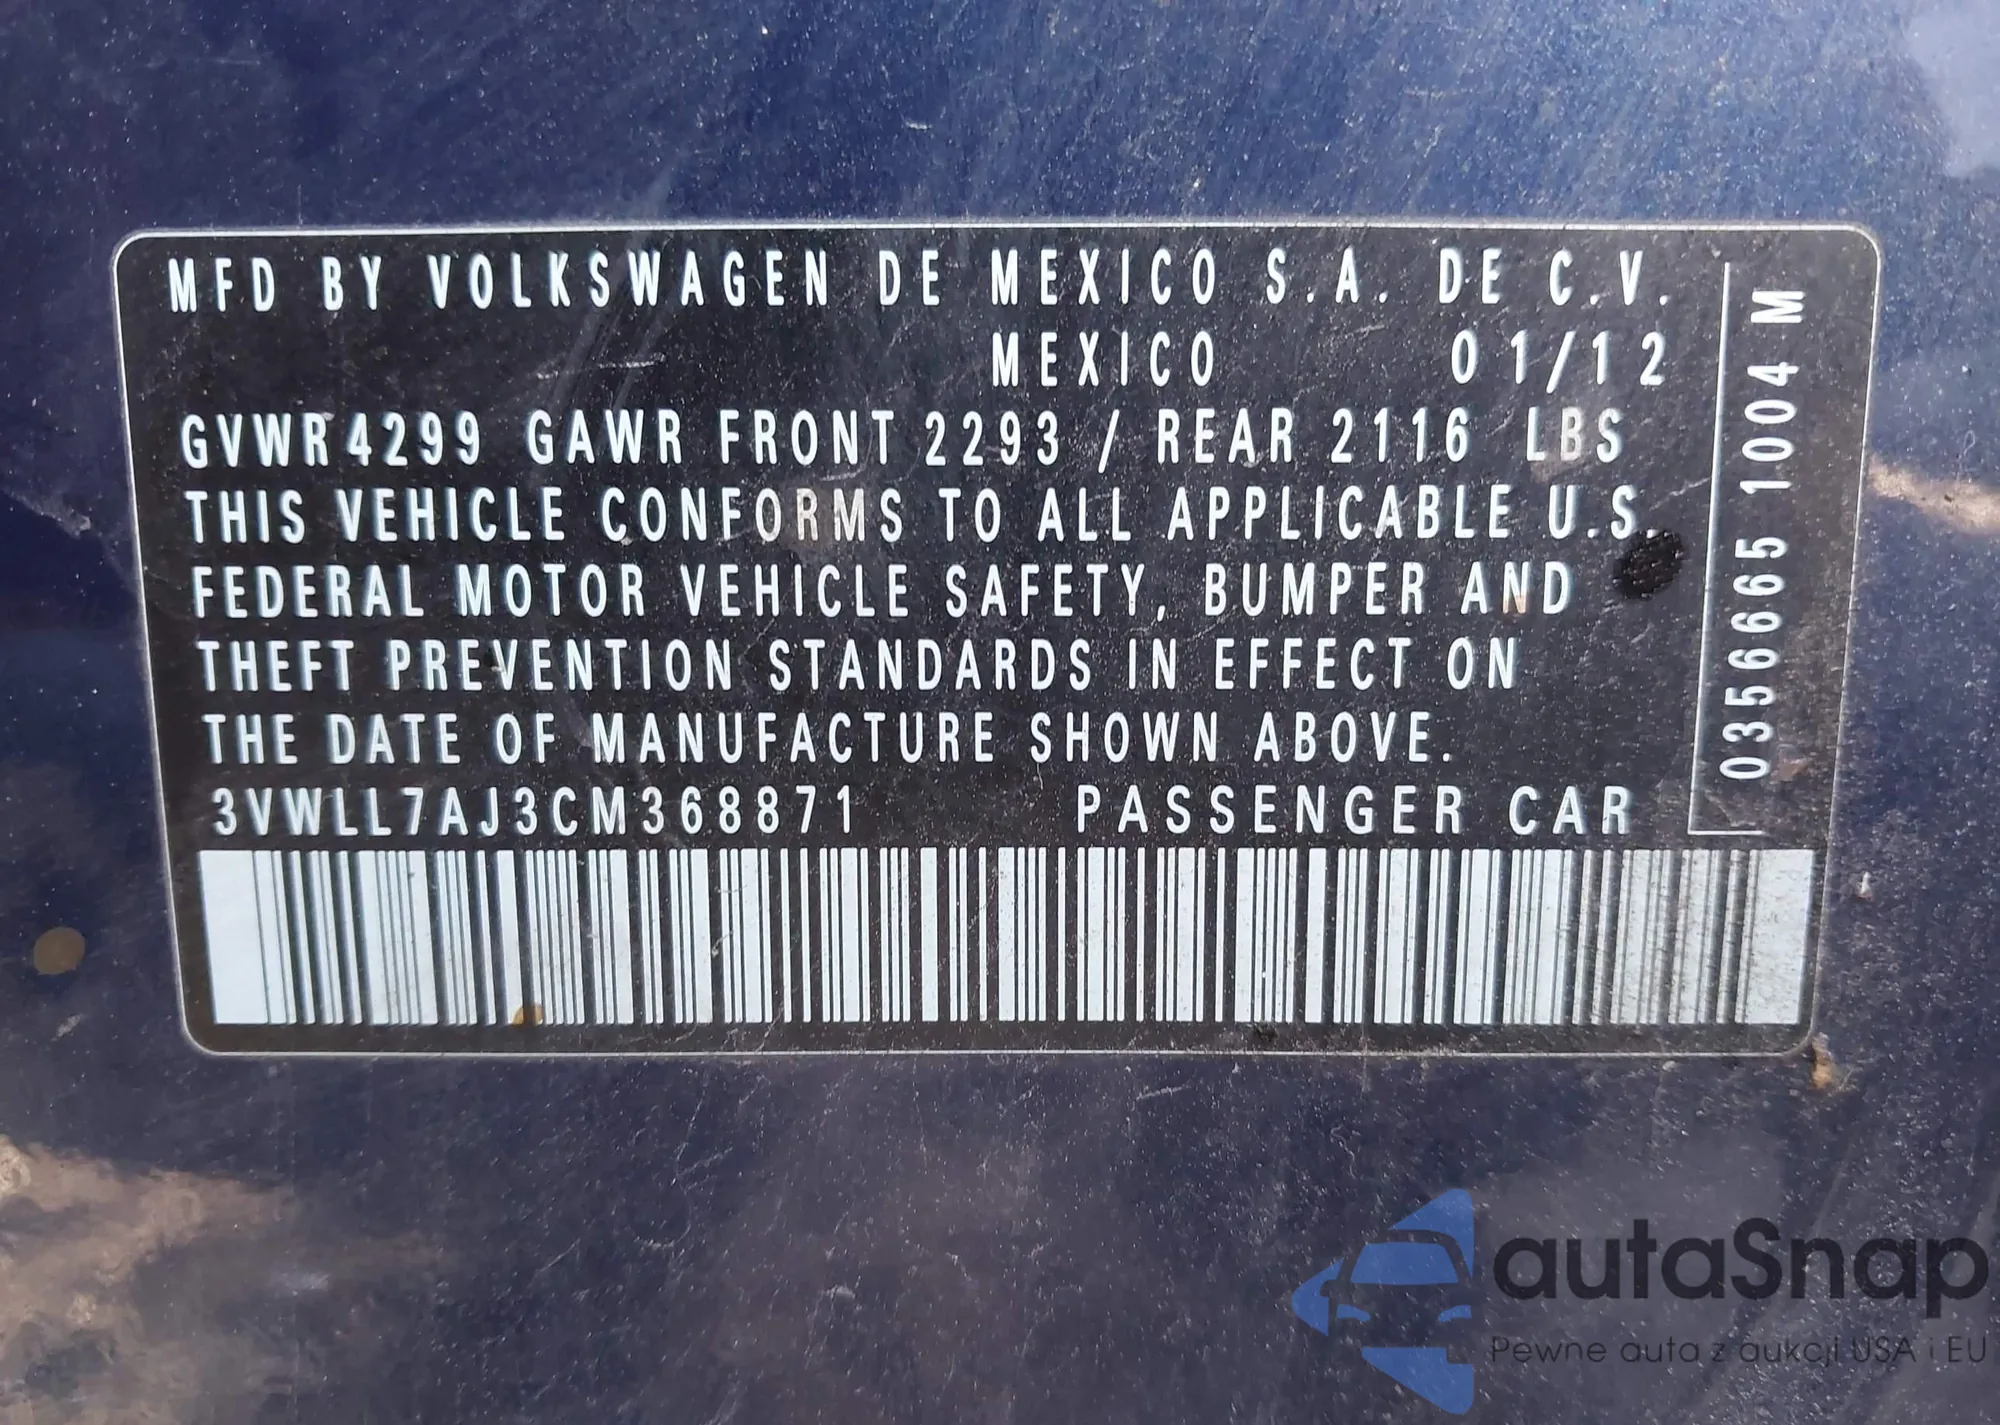 MFD BY VOLKSWAGEN DE MEXICO S.A. DE C.V.
MEXICO 01/12
GVWR 4299 GAWR FRONT 2293 / REAR 2116 LBS
THIS VEHICLE CONFORMS TO ALL APPLICABLE U.S.
FEDERAL MOTOR VEHICLE SAFETY, BUMPER AND
THEFT PREVENTION STANDARDS IN EFFECT ON
THE DATE OF MANUFACTURE SHOWN ABOVE.
3VWLL7AJ3CM368871 PASSENGER CAR
0356665 1004 M
autaSnap
Pewne auta z aukcji USA i EU